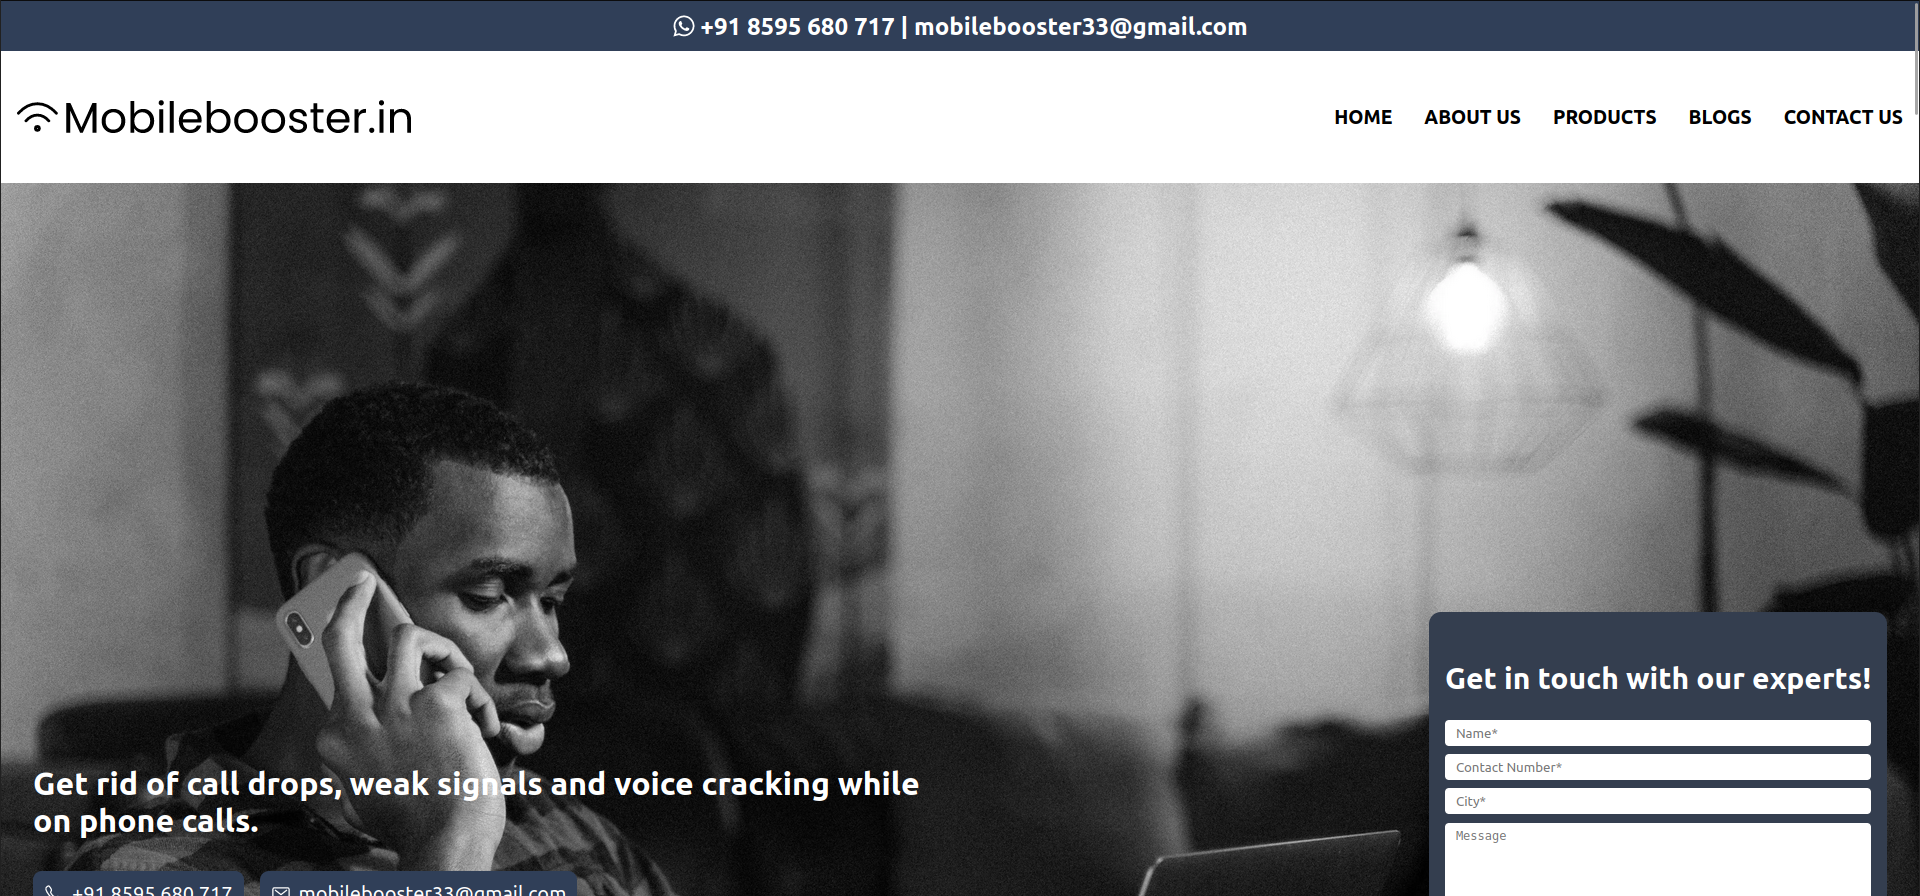 +91 8595 680 717 | mobilebooster33@gmail.com
Mobilebooster.in
HOME ABOUT US PRODUCTS BLOGS CONTACT US
Get rid of call drops, weak signals and voice cracking while
on phone calls.
+91 8595 680 717 mobilebooster33@gmail.com
Get in touch with our experts!
Name*
Contact Number*
City*
Message